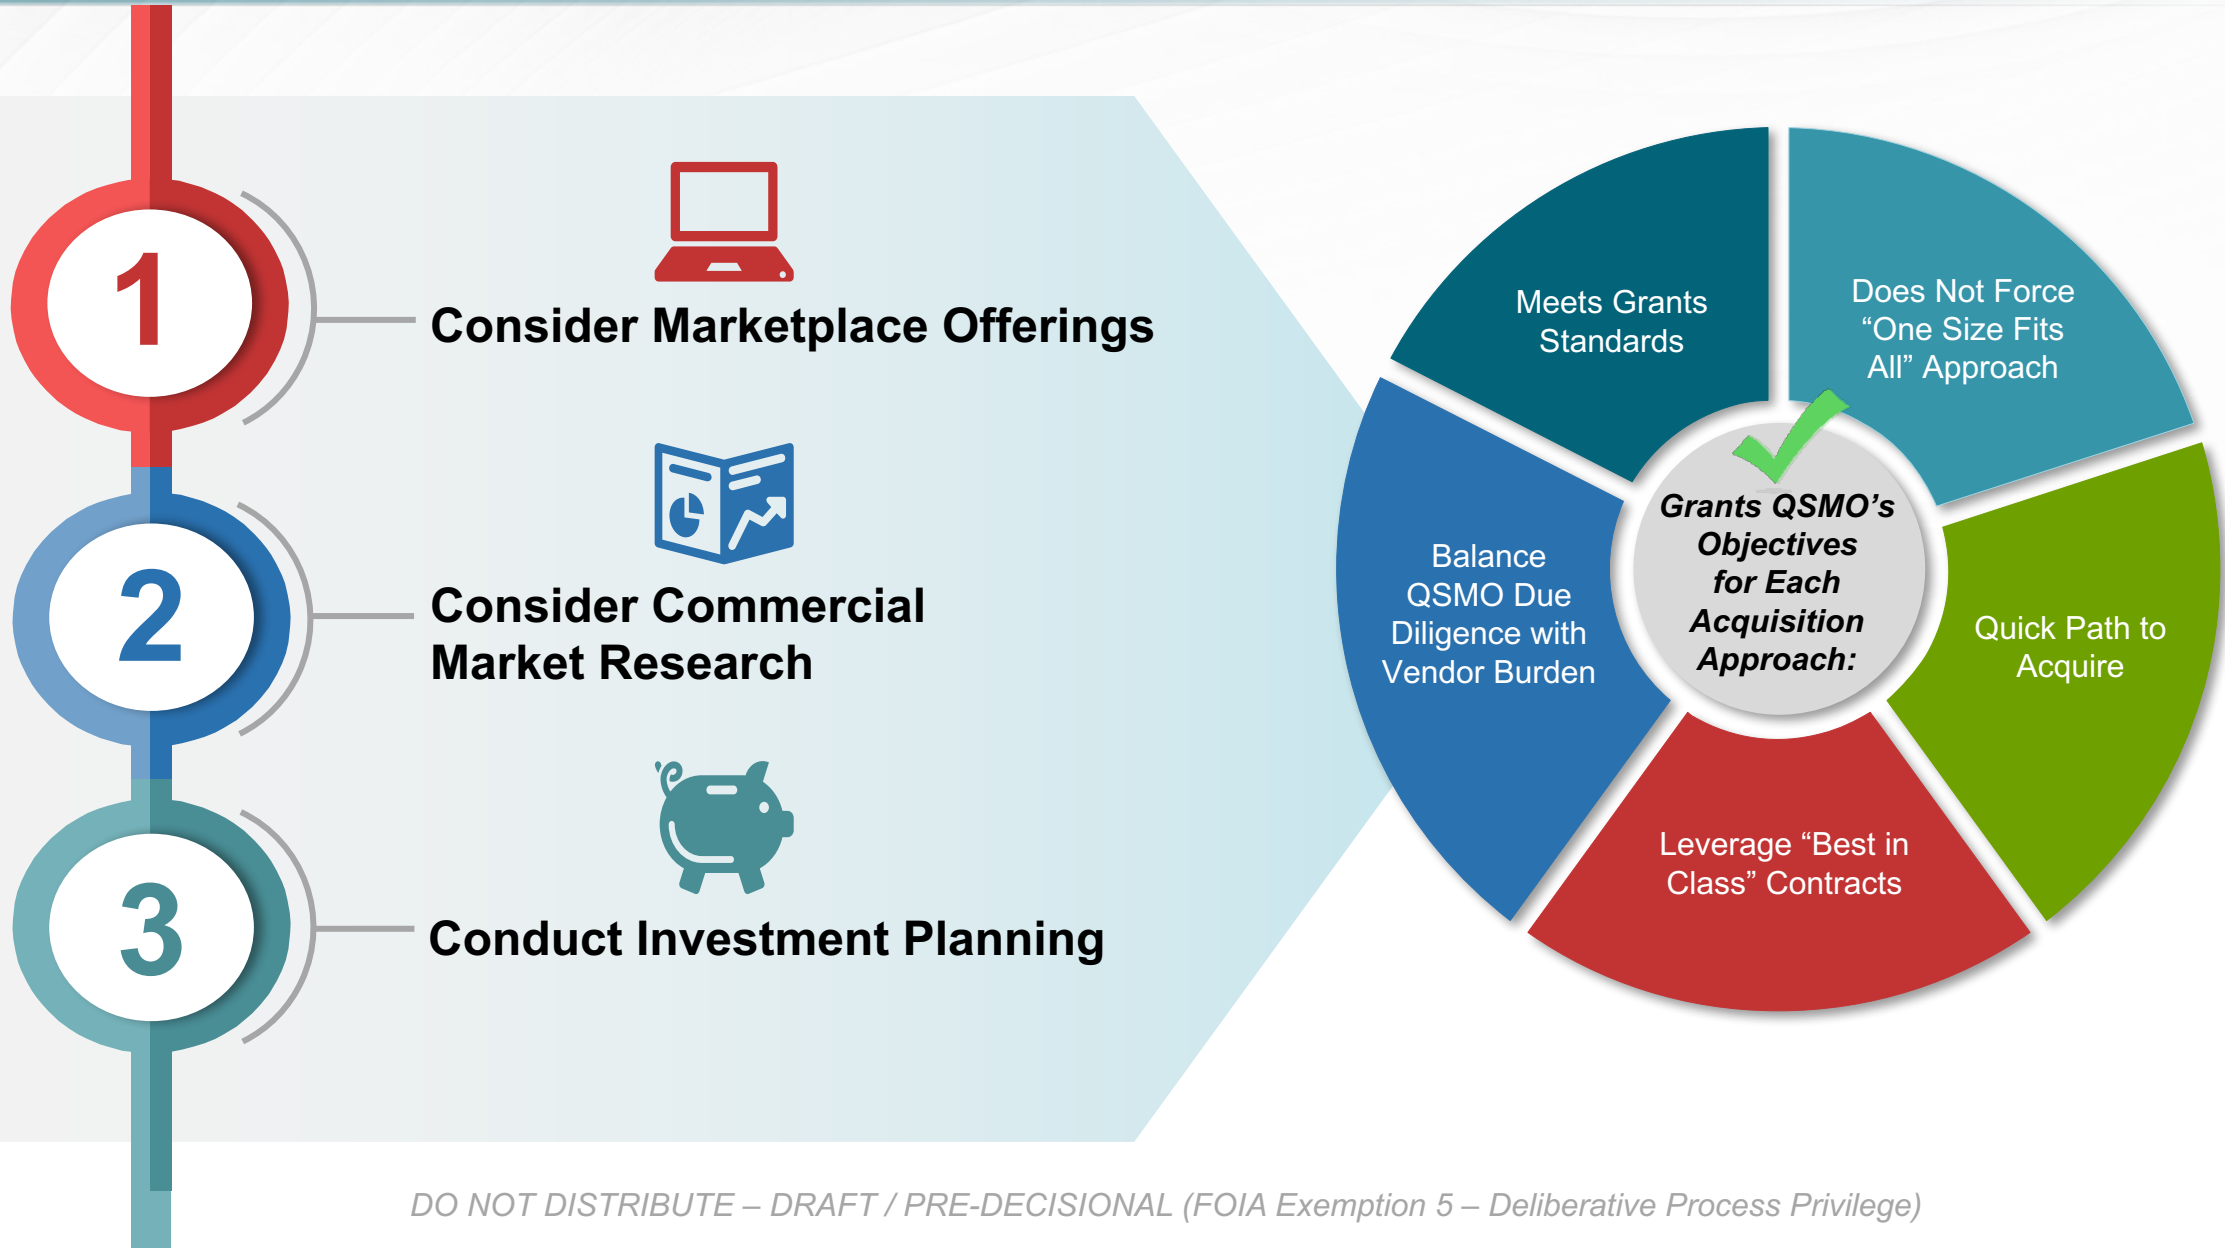 1
Consider Marketplace Offerings
2
Consider Commercial
Market Research
3
Conduct Investment Planning
Grants QSMO’s
Objectives
for Each
Acquisition
Approach:
Meets Grants
Standards
Does Not Force
“One Size Fits
All” Approach
Quick Path to
Acquire
Leverage “Best in
Class” Contracts
Balance
QSMO Due
Diligence with
Vendor Burden
DO NOT DISTRIBUTE – DRAFT / PRE-DECISIONAL (FOIA Exemption 5 – Deliberative Process Privilege)